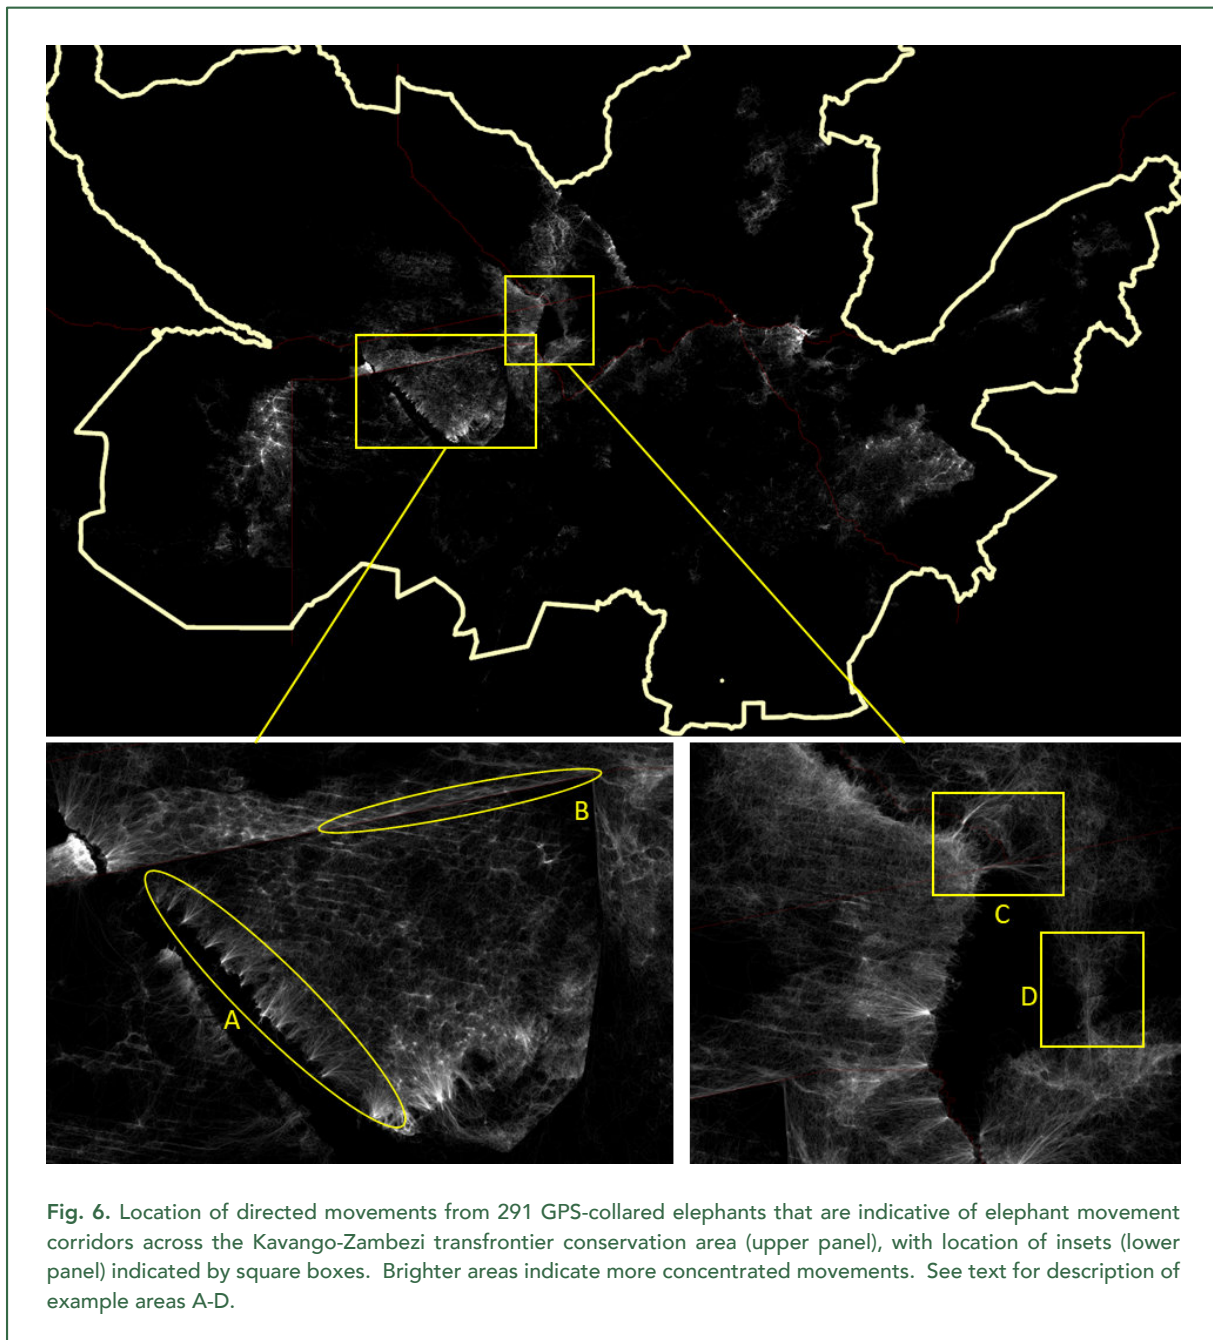 B
A
C
D
Fig. 6. Location of directed movements from 291 GPS-collared elephants that are indicative of elephant movement
corridors across the Kavango-Zambezi transfrontier conservation area (upper panel), with location of insets (lower
panel) indicated by square boxes. Brighter areas indicate more concentrated movements. See text for description of
example areas A-D.